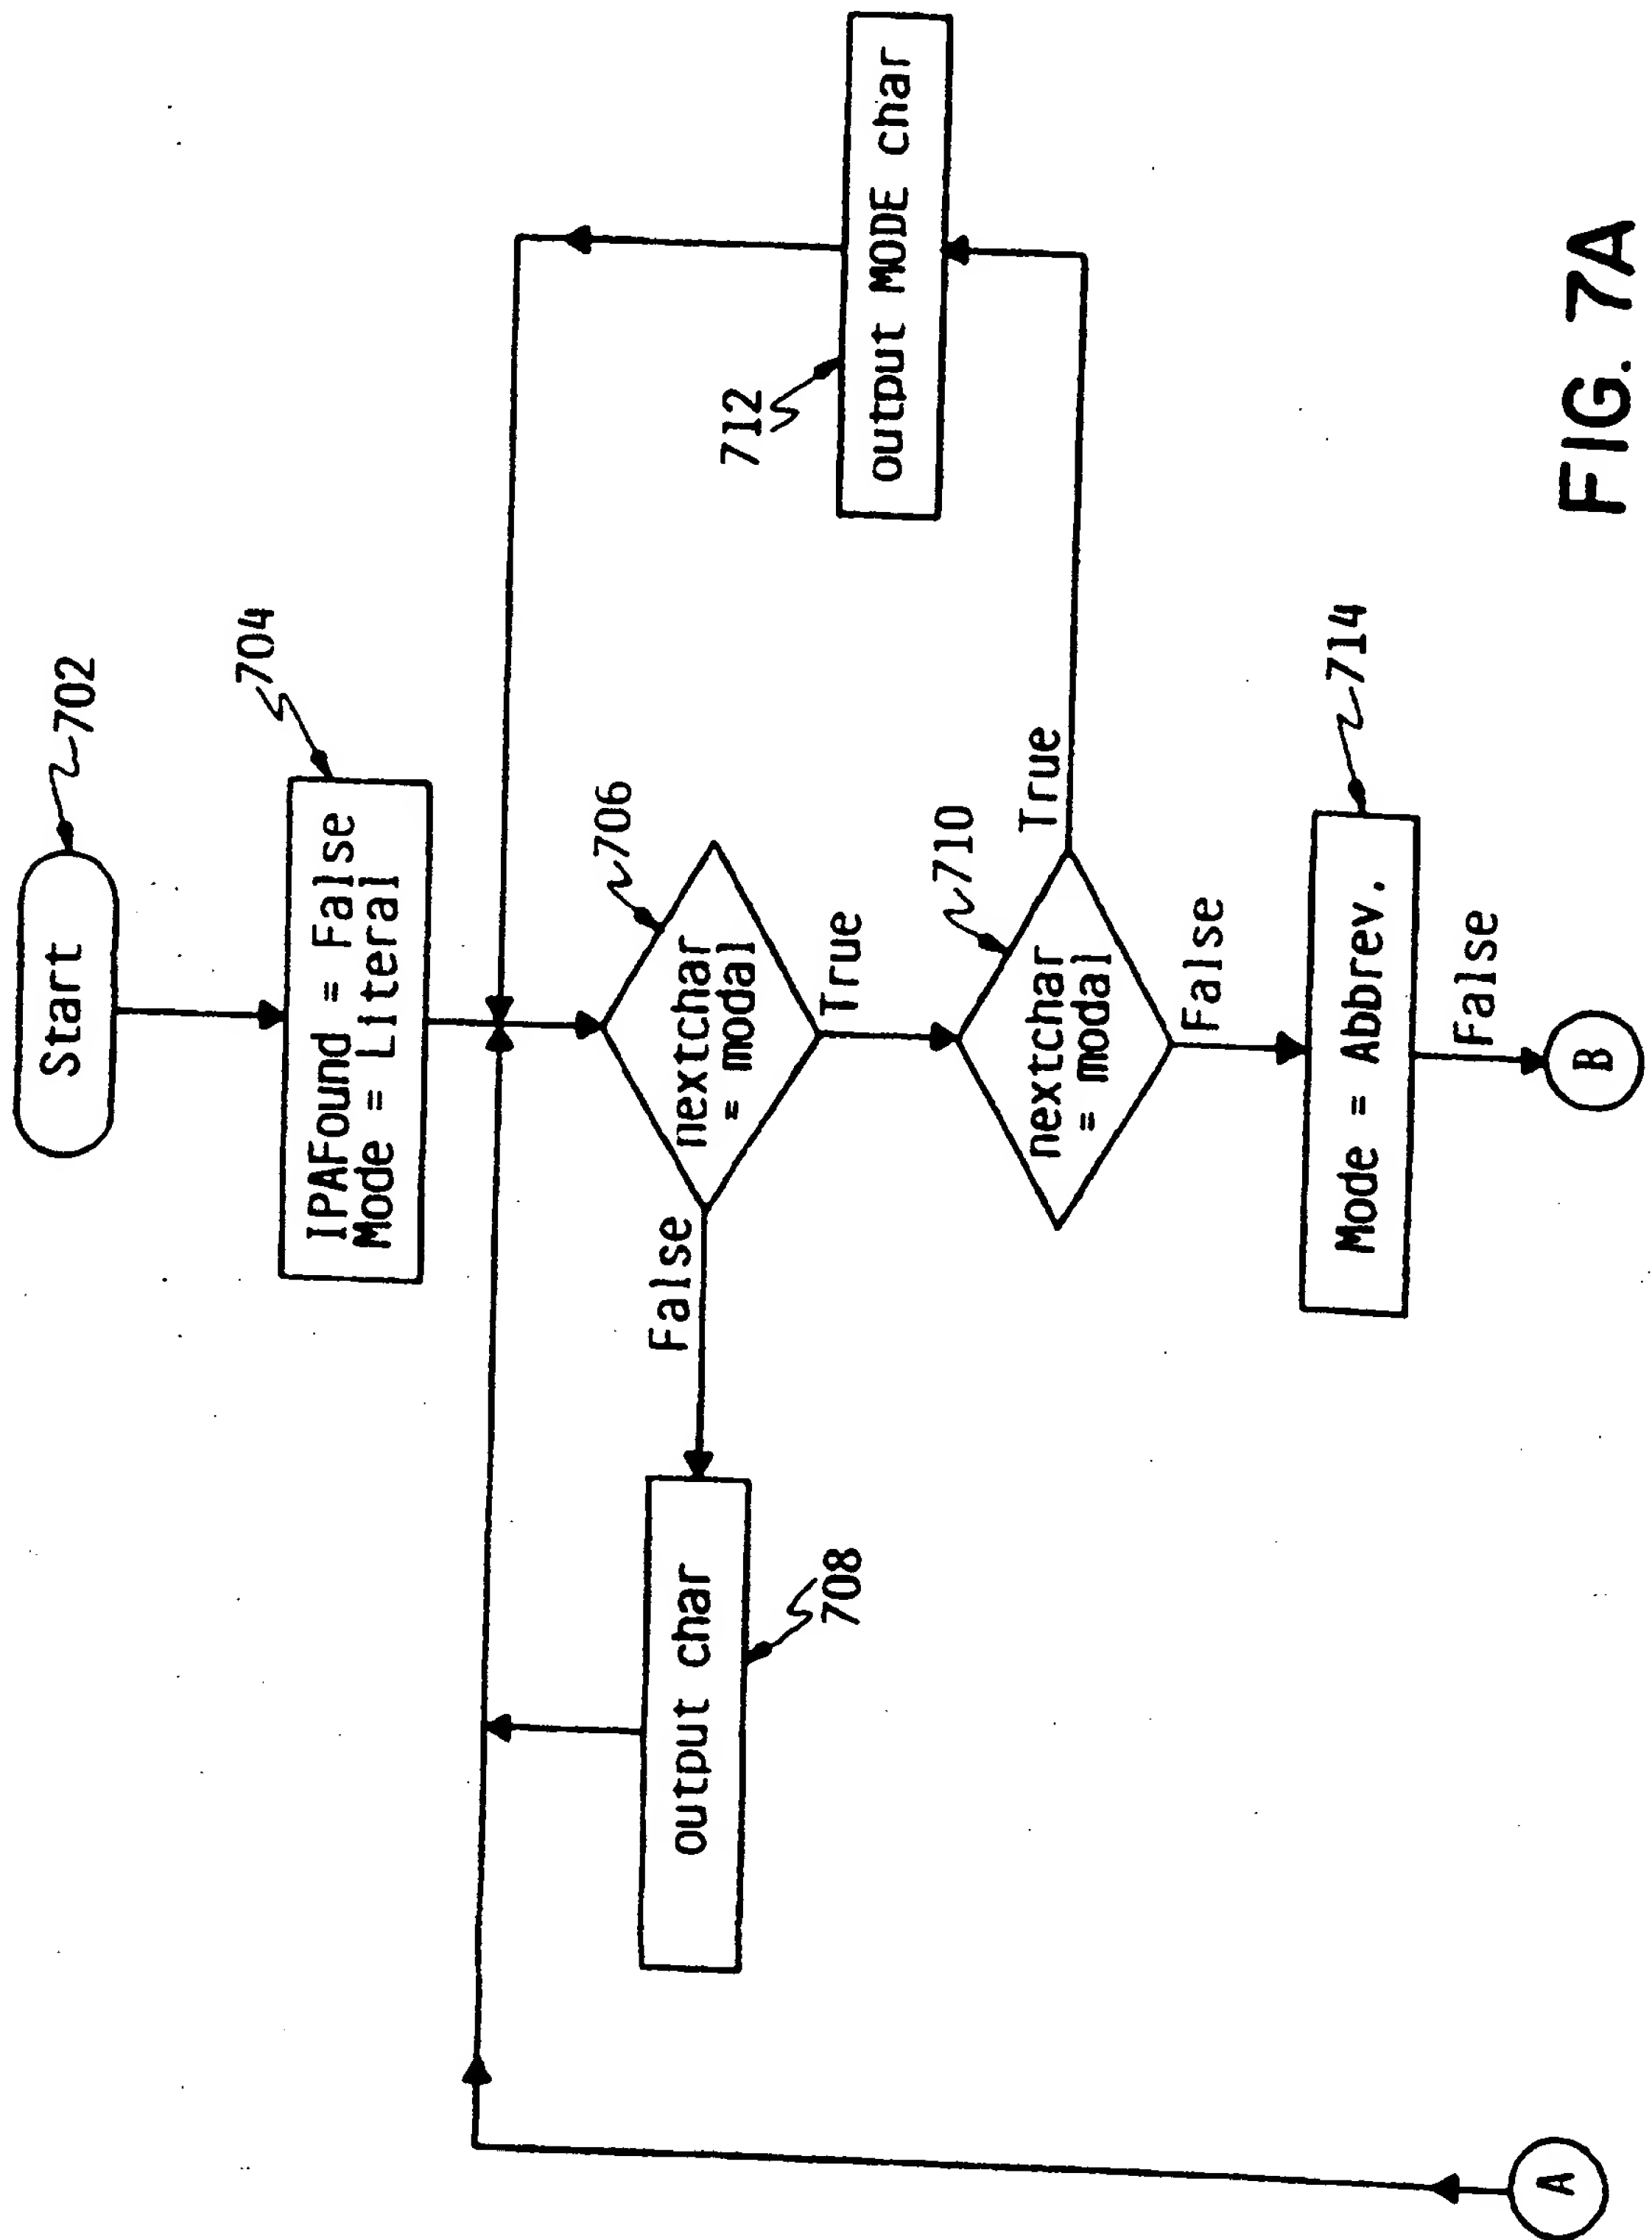 Start
702
IPAFound = False
Mode = Literal
704
nextchar
= modal
706
False
True
output char
708
nextchar
= modal
710
True
False
output MODE char
712
Mode = Abbrev.
714
False
B
A
FIG. 7A